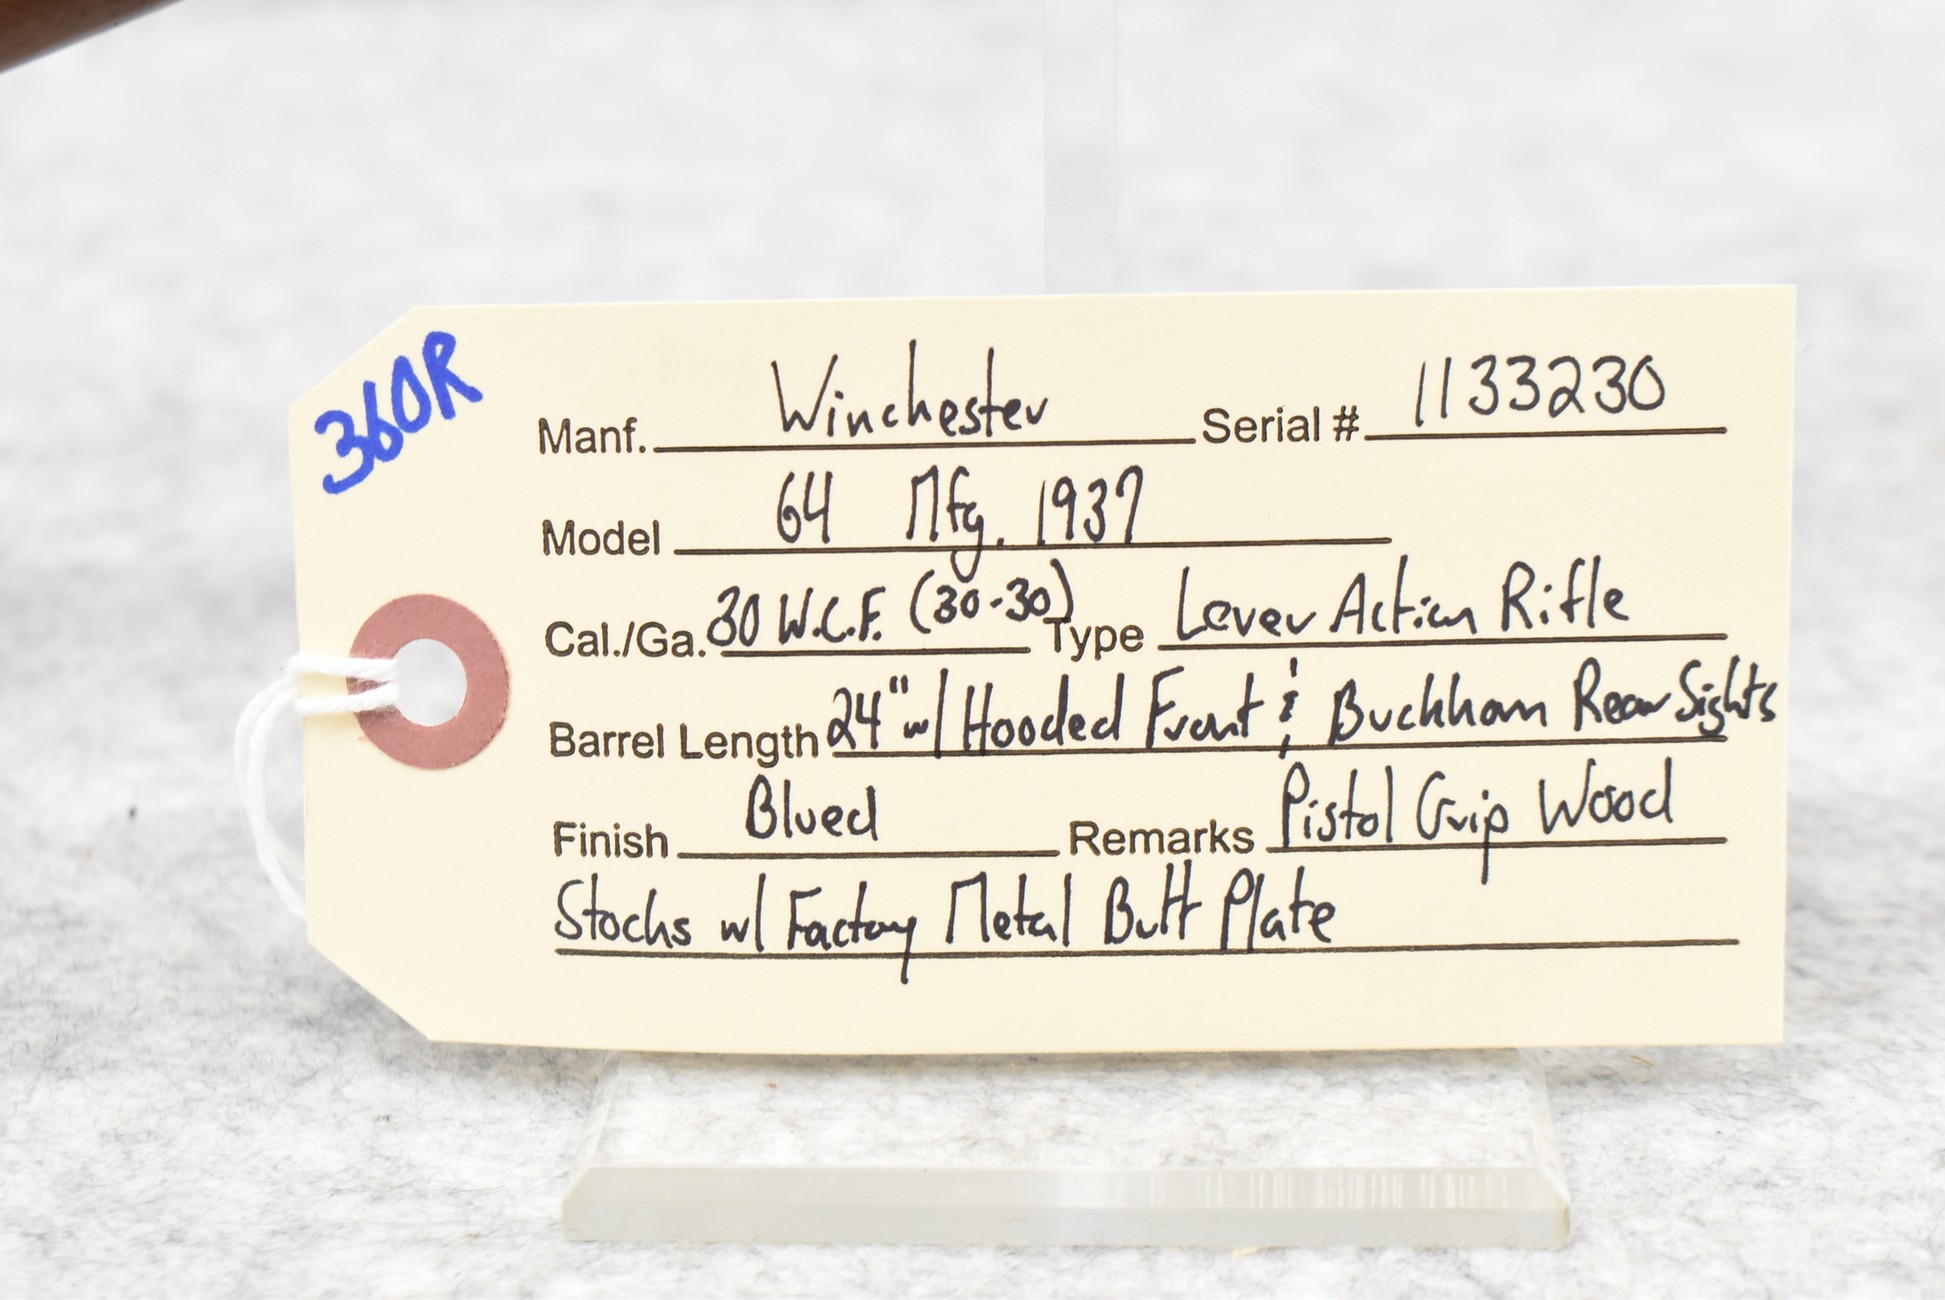 360R
Manf. Winchester Serial # 1133230
Model 64 Mfg. 1937
Cal./Ga. 30 W.C.F. (30-30) Type Lever Action Rifle
Barrel Length 24" w/ Hooded Front & Buckham Rear Sights
Finish Blued Remarks Pistol Grip Wood
Stocks w/ Factory Metal Butt Plate